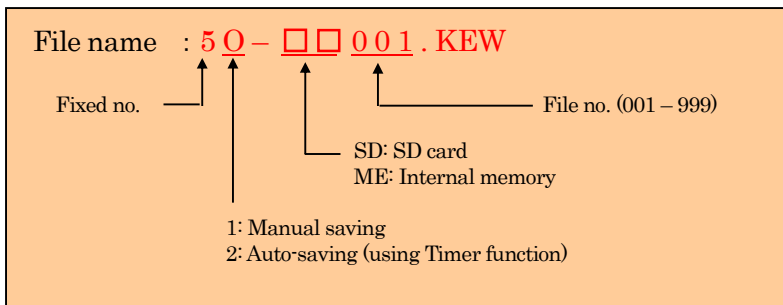 File name : 5 O – □□ 0 0 1 . KEW
Fixed no.
File no. (001 – 999)
SD: SD card
ME: Internal memory
1: Manual saving
2: Auto-saving (using Timer function)